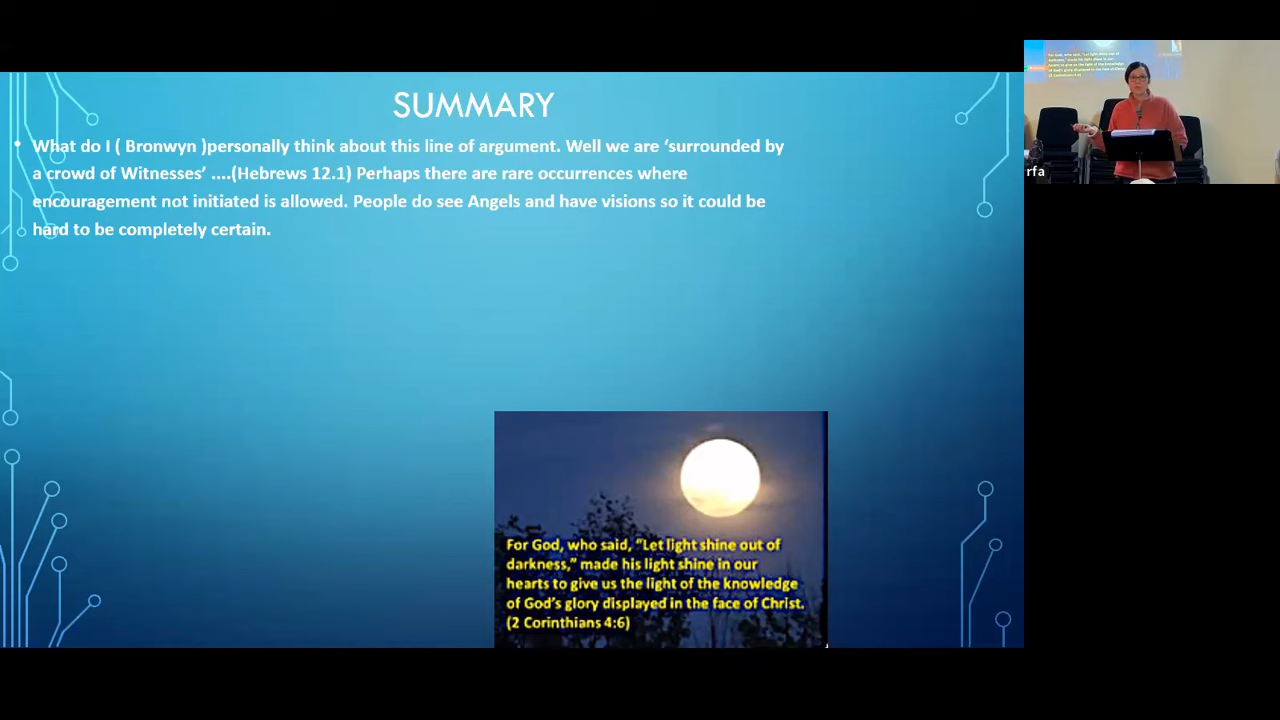 SUMMARY
• What do I ( Bronwyn )personally think about this line of argument. Well we are ‘surrounded by
a crowd of Witnesses’ ....(Hebrews 12.1) Perhaps there are rare occurrences where
encouragement not initiated is allowed. People do see Angels and have visions so it could be
hard to be completely certain.
For God, who said, “Let light shine out of
darkness,” made his light shine in our
hearts to give us the light of the knowledge
of God’s glory displayed in the face of Christ.
(2 Corinthians 4:6)
rfa